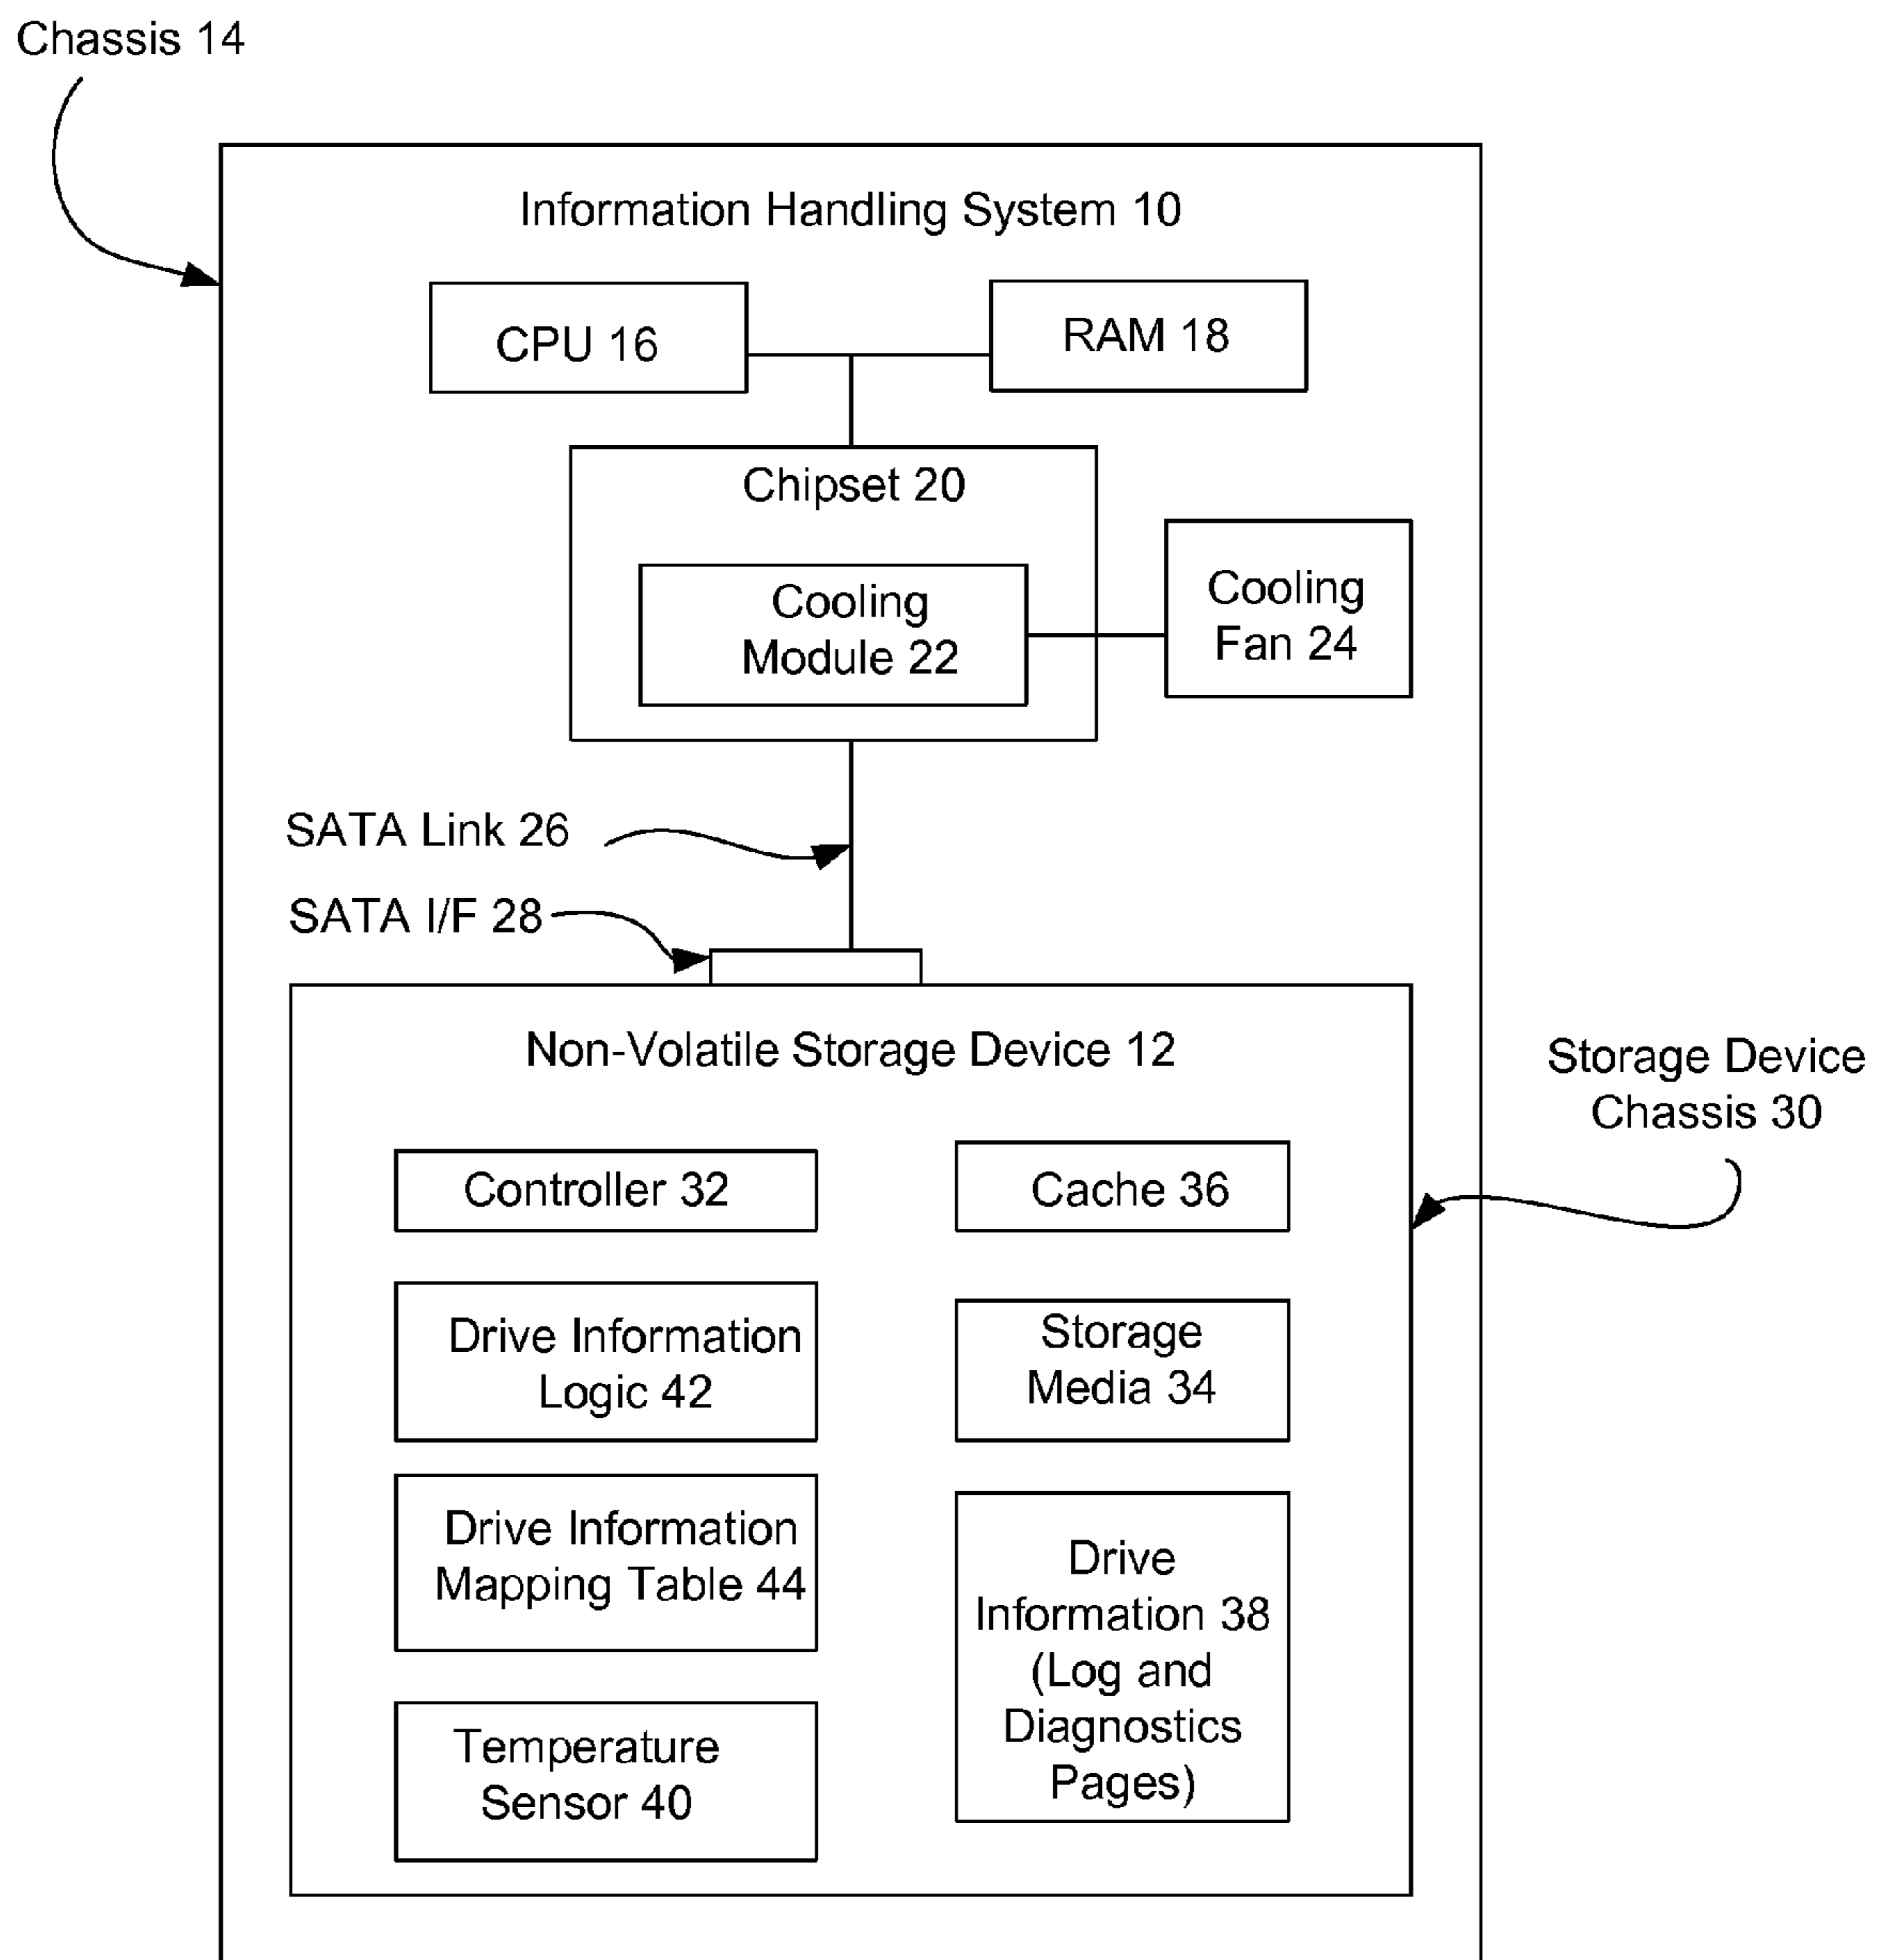 Chassis 14
Information Handling System 10
CPU 16
RAM 18
Chipset 20
Cooling
Module 22
Cooling
Fan 24
SATA Link 26
SATA I/F 28
Non-Volatile Storage Device 12
Storage Device
Chassis 30
Controller 32
Cache 36
Drive Information
Logic 42
Storage
Media 34
Drive Information
Mapping Table 44
Drive
Information 38
(Log and
Diagnostics
Pages)
Temperature
Sensor 40